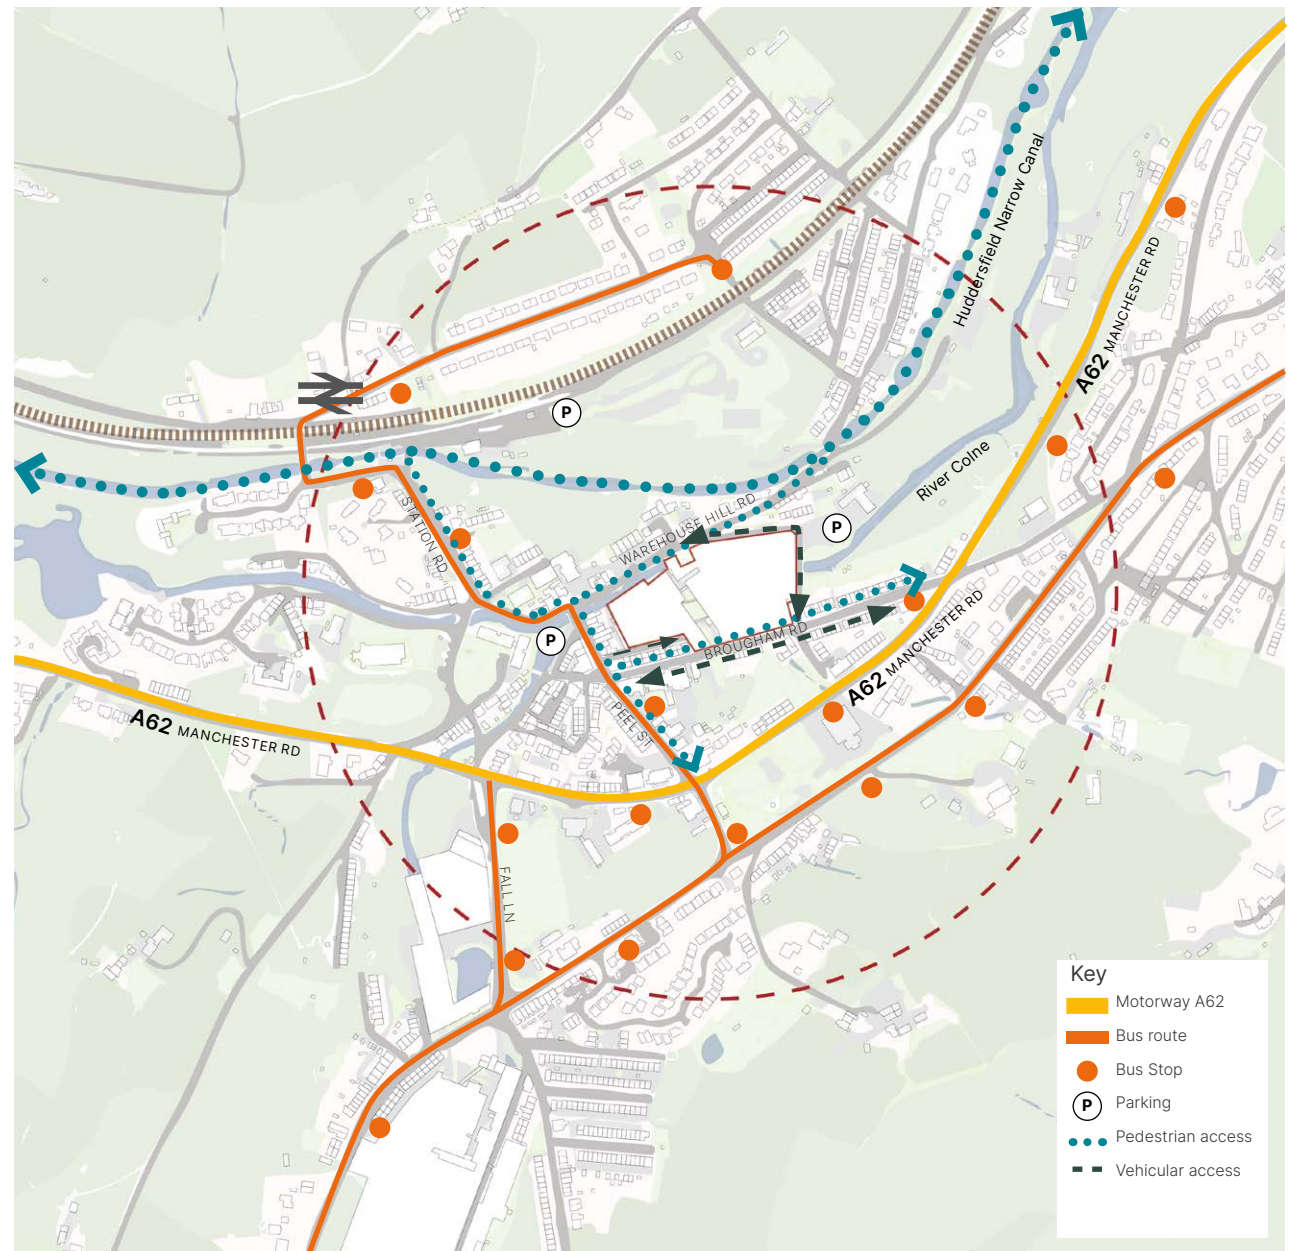 Huddersfield Narrow Canal
A62 MANCHESTER RD
P
River Colne
STATION RD
WAREHOUSE HILL RD
P
P
BROUGHAM RD
A62 MANCHESTER RD
PEEL ST
A62 MANCHESTER RD
FALL LN
Key
Motorway A62
Bus route
Bus Stop
P Parking
Pedestrian access
Vehicular access